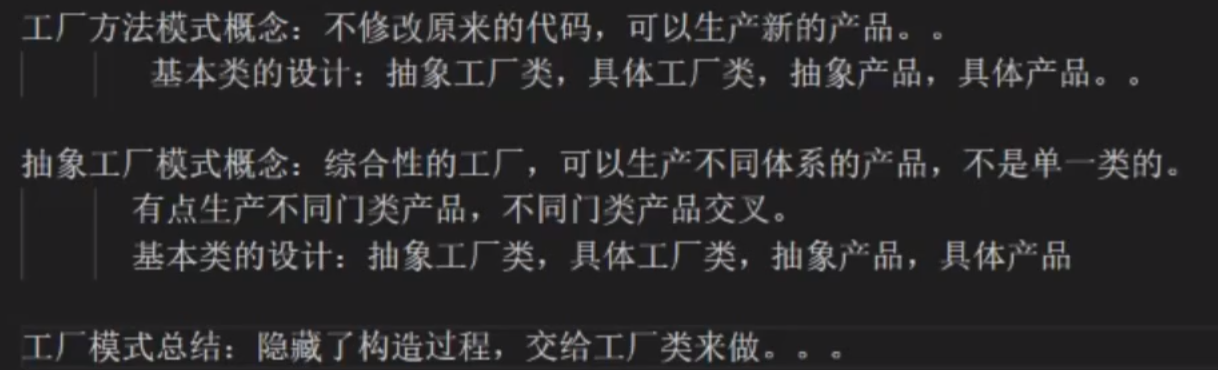 工厂方法模式概念：不修改原来的代码，可以生产新的产品。。
基本类的设计：抽象工厂类，具体工厂类，抽象产品，具体产品。。
抽象工厂模式概念：综合性的工厂，可以生产不同体系的产品，不是单一类的。
有点生产不同门类产品，不同门类产品交叉。
基本类的设计：抽象工厂类，具体工厂类，抽象产品，具体产品
工厂模式总结：隐藏了构造过程，交给工厂类来做。。。